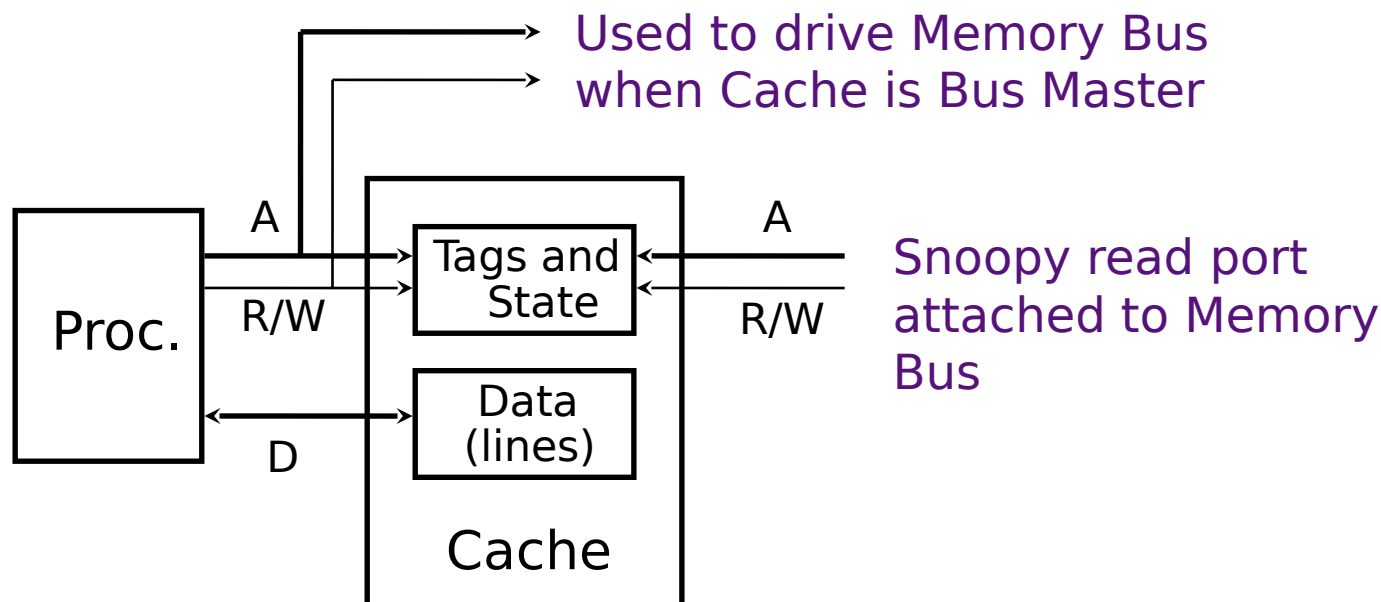 Used to drive Memory Bus
when Cache is Bus Master
A
R/W
Proc.
D
Tags and
State
Data
(lines)
Cache
A
R/W
Snoopy read port
attached to Memory
Bus